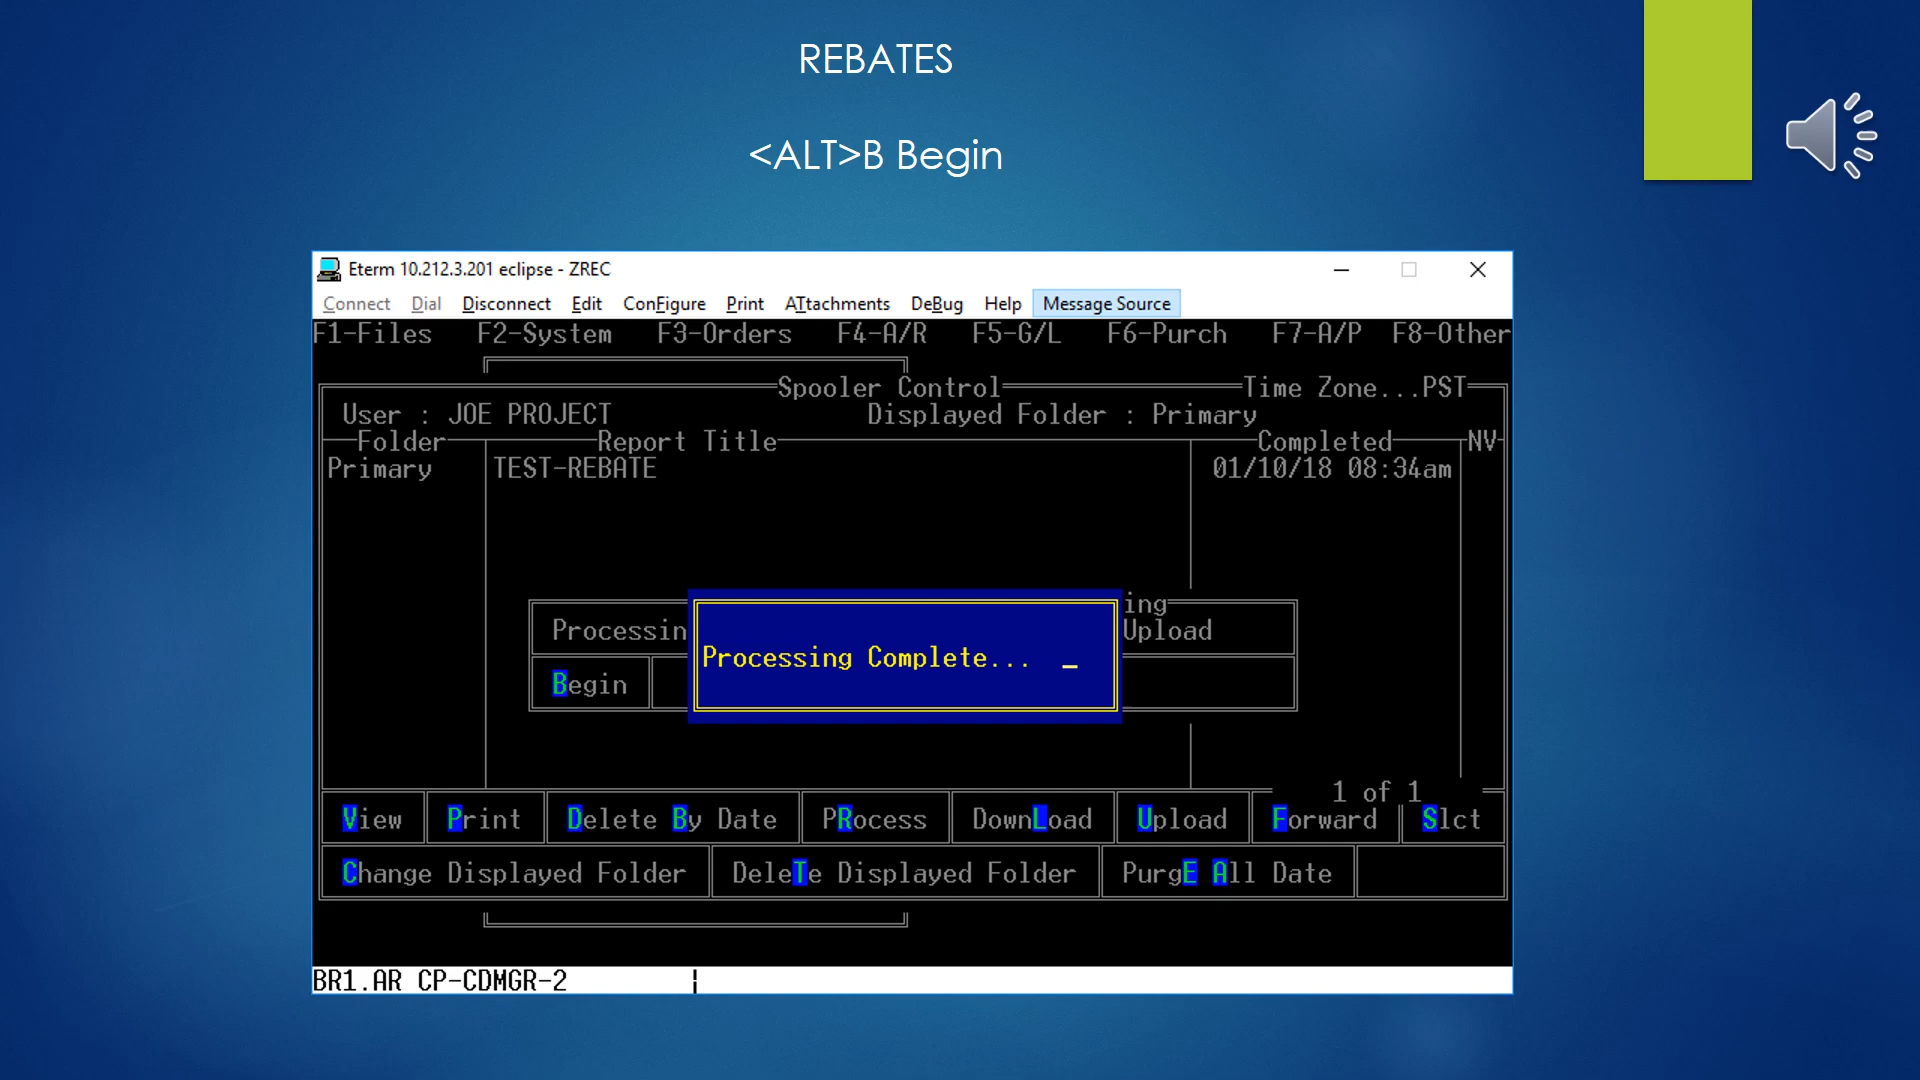 REBATES
<ALT>B Begin
Eterm 10.212.3.201 eclipse - ZREC
Connect Dial Disconnect Edit ConFigure Print ATtachments DeBug Help Message Source
F1-Files F2-System F3-Orders F4-A/R F5-G/L F6-Purch F7-A/P F8-Other
Spooler Control Time Zone...PST
User : JOE PROJECT Displayed Folder : Primary
Folder Report Title Completed NV
Primary TEST-REBATE 01/10/18 08:34am
ing
Processin Upload
Processing Complete... _
Begin
1 of 1
View Print Delete By Date PRocess DownLoad Upload Forward Slct
Change Displayed Folder DeleTe Displayed Folder PurgE All Date
BR1.AR CP-CDMGR-2 ¦